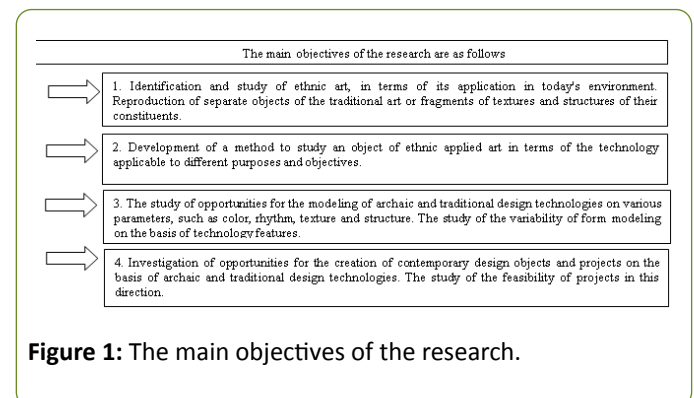 The main objectives of the research are as follows
1. Identification and study of ethnic art, in terms of its application in today's environment.
Reproduction of separate objects of the traditional art or fragments of textures and structures of their
constituents.
2. Development of a method to study an object of ethnic applied art in terms of the technology
applicable to different purposes and objectives.
3. The study of opportunities for the modeling of archaic and traditional design technologies on various
parameters, such as color, rhythm, texture and structure. The study of the variability of form modeling
on the basis of technology features.
4. Investigation of opportunities for the creation of contemporary design objects and projects on the
basis of archaic and traditional design technologies. The study of the feasibility of projects in this
direction.
Figure 1: The main objectives of the research.